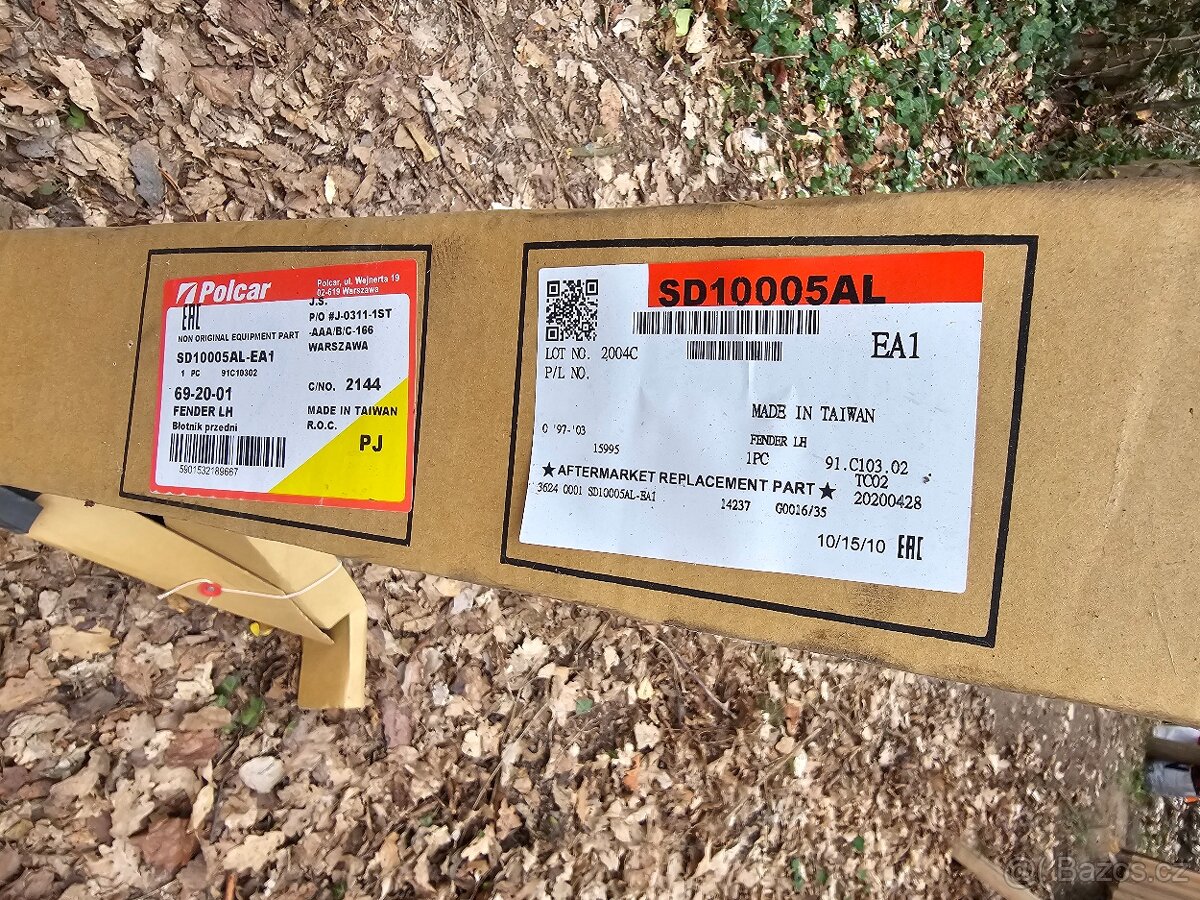 Polcar
Polcar, ul. Wejnerta 19
02-619 Warszawa
EAC
J.S.
P/O #J-0311-1ST
-AAA/B/C-166
WARSZAWA
NON ORIGINAL EQUIPMENT PART
SD10005AL-EA1
1 PC 91C10302
69-20-01
FENDER LH
Błotnik przedni
C/NO. 2144
MADE IN TAIWAN
R.O.C.
PJ
5901532189667
SD10005AL
EA1
LOT NO. 2004C
P/L NO.
MADE IN TAIWAN
0 '97-'03
FENDER LH
15995
1PC
91.C103.02
TC02
★AFTERMARKET REPLACEMENT PART★
20200428
3624 0001 SD10005AL-EA1
14237 G0016/35
10/15/10 EAC
Bazos.cz